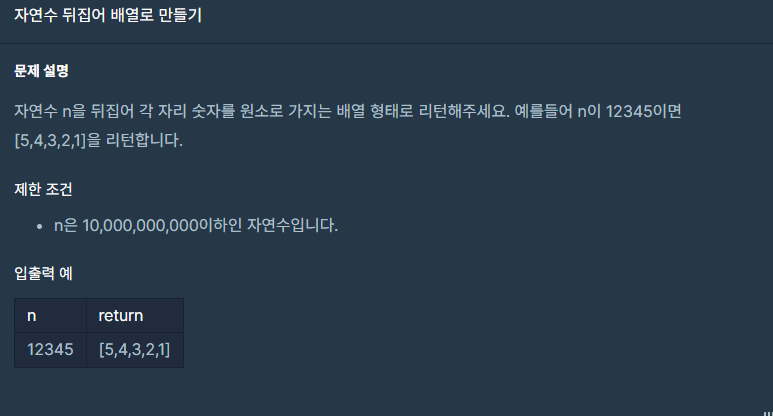 자연수 뒤집어 배열로 만들기
문제 설명
자연수 n을 뒤집어 각 자리 숫자를 원소로 가지는 배열 형태로 리턴해주세요. 예를들어 n이 12345이면
[5,4,3,2,1]을 리턴합니다.
제한 조건
• n은 10,000,000,000이하인 자연수입니다.
입출력 예
n return
12345 [5,4,3,2,1]